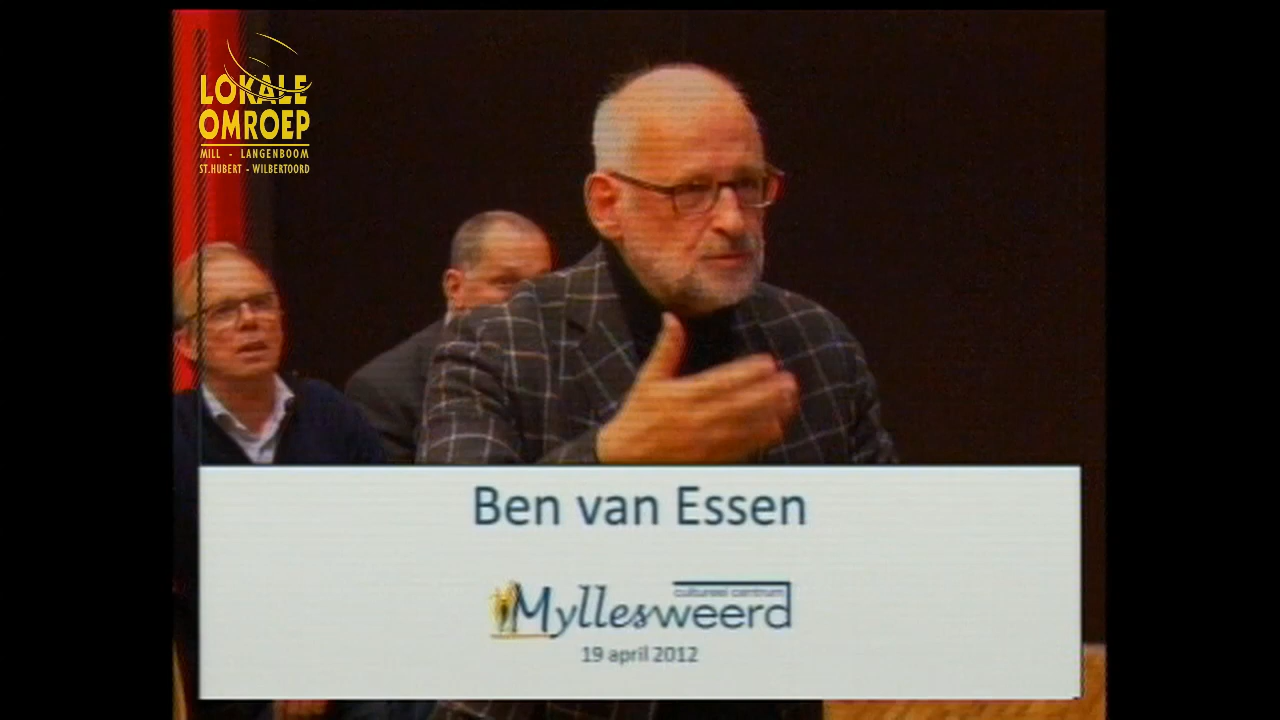 LOKALE
OMROEP
MILL - LANGENBOOM
ST.HUBERT - WILBERTOORD
Ben van Essen
cultureel centrum
Myllesweerd
19 april 2012